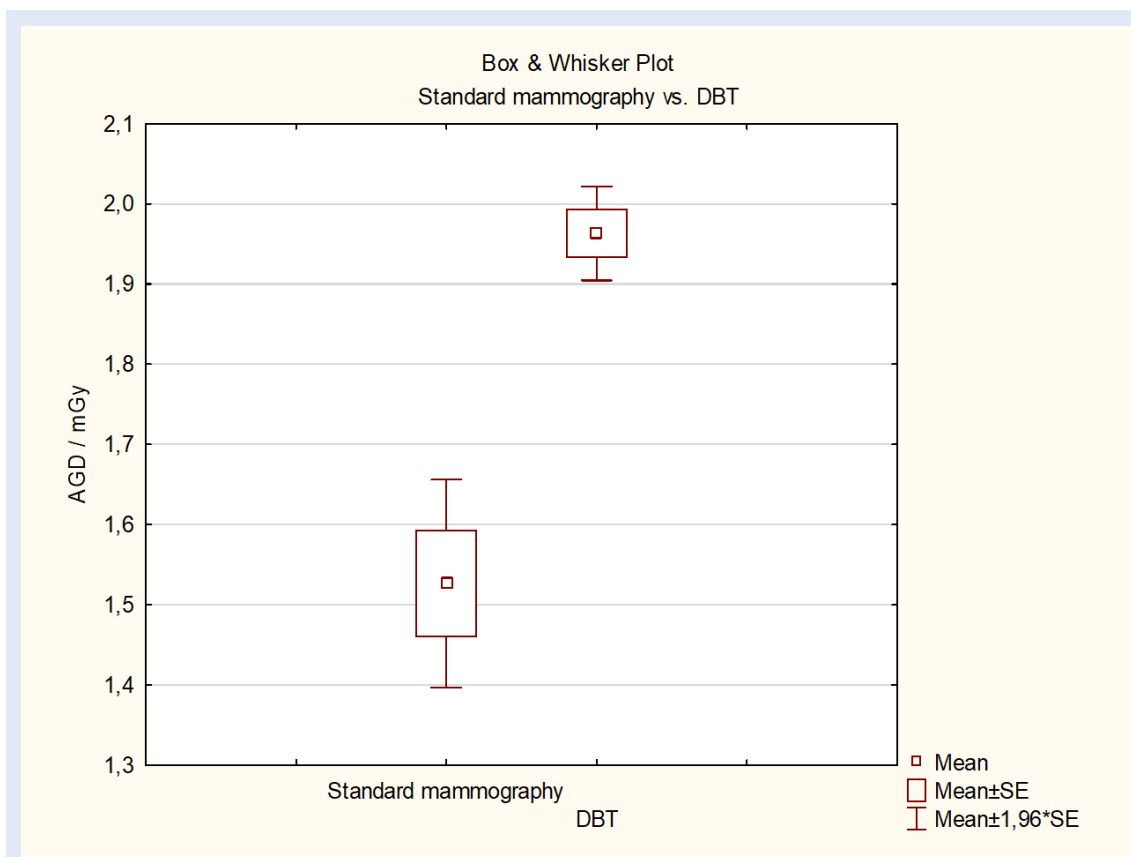 Box & Whisker Plot
Standard mammography vs. DBT
2,1
2,0
1,9
1,8
1,7
1,6
1,5
1,4
1,3
AGD / mGy
Standard mammography
DBT
Mean
Mean±SE
Mean±1,96*SE